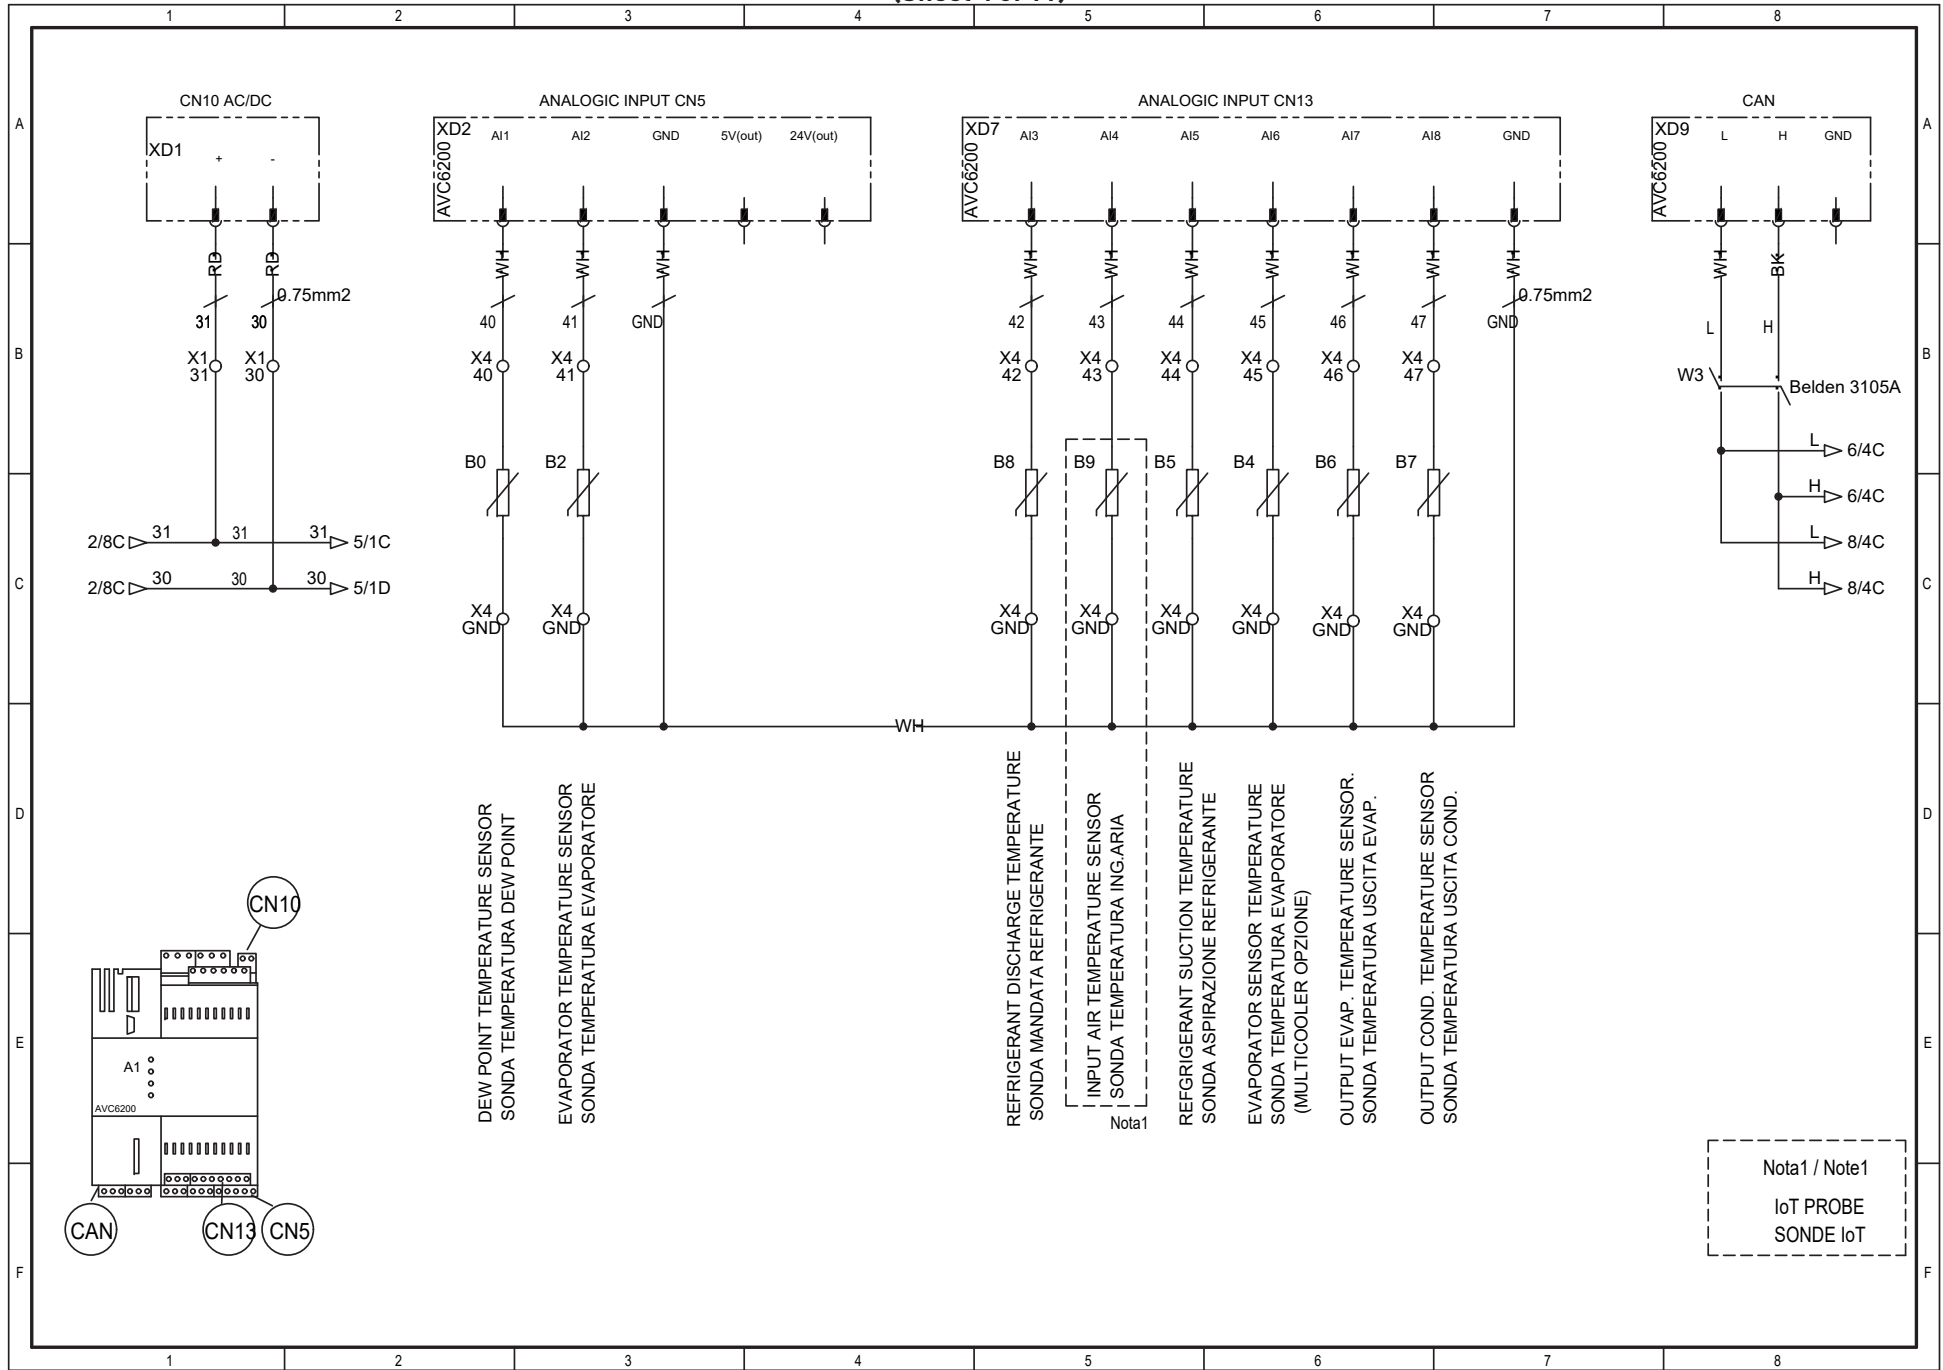 1 2 3 4 5 6 7 8
CN10 AC/DC
ANALOGIC INPUT CN5
ANALOGIC INPUT CN13
CAN
A
A
XD1
+ -
XD2 AI1 AI2 GND 5V(out) 24V(out)
AVC6200
XD7 AI3 AI4 AI5 AI6 AI7 AI8 GND
AVC6200
XD9 L H GND
AVC6200
RD RD WH WH WH WH WH WH WH WH WH WH WH BK
0.75mm2
0.75mm2
31 30 40 41 GND 42 43 44 45 46 47 GND L H
B
B
X1 X1 X4 X4 X4 X4 X4 X4 X4 X4
31 30 40 41 42 43 44 45 46 47
W3
Belden 3105A
L 6/4C
H 6/4C
L 8/4C
H 8/4C
B0 B2 B8 B9 B5 B4 B6 B7
2/8C 31 31 31 5/1C
2/8C 30 30 30 5/1D
C
C
X4 X4 X4 X4 X4 X4 X4 X4
GND GND GND GND GND GND GND GND
WH
D
D
DEW POINT TEMPERATURE SENSOR
SONDA TEMPERATURA DEW POINT
EVAPORATOR TEMPERATURE SENSOR
SONDA TEMPERATURA EVAPORATORE
REFRIGERANT DISCHARGE TEMPERATURE
SONDA MANDATA REFRIGERANTE
INPUT AIR TEMPERATURE SENSOR
SONDA TEMPERATURA ING.ARIA
Nota1
REFGRIGERANT SUCTION TEMPERATURE
SONDA ASPIRAZIONE REFRIGERANTE
EVAPORATOR SENSOR TEMPERATURE
SONDA TEMPERATURA EVAPORATORE
(MULTICOOLER OPZIONE)
OUTPUT EVAP. TEMPERATURE SENSOR.
SONDA TEMPERATURA USCITA EVAP.
OUTPUT COND. TEMPERATURE SENSOR
SONDA TEMPERATURA USCITA COND.
CN10
E
E
A1
AVC6200
CAN
CN13
CN5
Nota1 / Note1
IoT PROBE
SONDE IoT
F
F
1 2 3 4 5 6 7 8